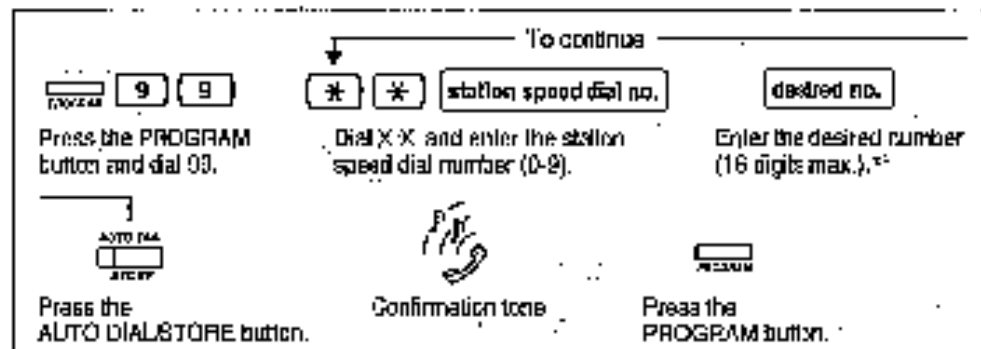 To continue
PROGRAM 9 9 * * station speed dial no. desired no.
Press the PROGRAM
button and dial 99.
Dial X X and enter the station
speed dial number (0-9).
Enter the desired number
(16 digits max.).
AUTO DIAL
STORE
Press the
AUTO DIAL/STORE button.
Confirmation tone
PROGRAM
Press the
PROGRAM button.